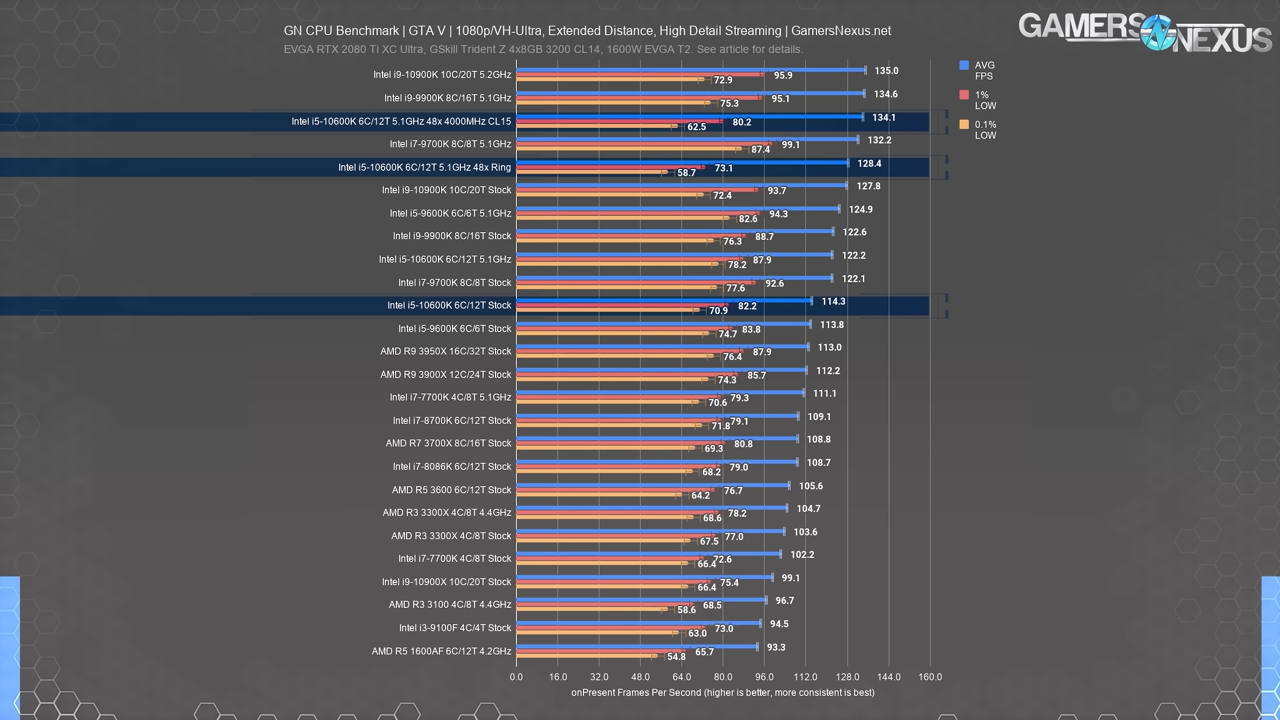 GN CPU Benchmark | GTA V | 1080p/VH-Ultra, Extended Distance, High Detail Streaming | GamersNexus.net
EVGA RTX 2080 Ti XC Ultra, GSkill Trident Z 4x8GB 3200 CL14, 1600W EVGA T2. See article for details.
GAMERS NEXUS
AVG FPS
1% LOW
0.1% LOW
Intel i9-10900K 10C/20T 5.2GHz 135.0 95.9 72.9
Intel i9-9900K 8C/16T 5.1GHz 134.6 95.1 75.3
Intel i5-10600K 6C/12T 5.1GHz 48x 4000MHz CL15 134.1 80.2 62.5
Intel i7-9700K 8C/8T 5.1GHz 132.2 99.1 87.4
Intel i5-10600K 6C/12T 5.1GHz 48x Ring 128.4 73.1 58.7
Intel i9-10900K 10C/20T Stock 127.8 93.7 72.4
Intel i5-9600K 6C/6T 5.1GHz 124.9 94.3 82.6
Intel i9-9900K 8C/16T Stock 122.6 88.7 76.3
Intel i5-10600K 6C/12T 5.1GHz 122.2 87.9 78.2
Intel i7-9700K 8C/8T Stock 122.1 92.6 77.6
Intel i5-10600K 6C/12T Stock 114.3 82.2 70.9
Intel i5-9600K 6C/6T Stock 113.8 83.8 74.7
AMD R9 3950X 16C/32T Stock 113.0 87.9 76.4
AMD R9 3900X 12C/24T Stock 112.2 85.7 74.3
Intel i7-7700K 4C/8T 5.1GHz 111.1 79.3 70.6
Intel i7-8700K 6C/12T Stock 109.1 79.1 71.8
AMD R7 3700X 8C/16T Stock 108.8 80.8 69.3
Intel i7-8086K 6C/12T Stock 108.7 79.0 68.2
AMD R5 3600 6C/12T Stock 105.6 76.7 64.2
AMD R3 3300X 4C/8T 4.4GHz 104.7 78.2 68.6
AMD R3 3300X 4C/8T Stock 103.6 77.0 67.5
Intel i7-7700K 4C/8T Stock 102.2 72.6 66.4
Intel i9-10900X 10C/20T Stock 99.1 75.4 66.4
AMD R3 3100 4C/8T 4.4GHz 96.7 68.5 58.6
Intel i3-9100F 4C/4T Stock 94.5 73.0 63.0
AMD R5 1600AF 6C/12T 4.2GHz 93.3 65.7 54.8
0.0 16.0 32.0 48.0 64.0 80.0 96.0 112.0 128.0 144.0 160.0
onPresent Frames Per Second (higher is better, more consistent is best)